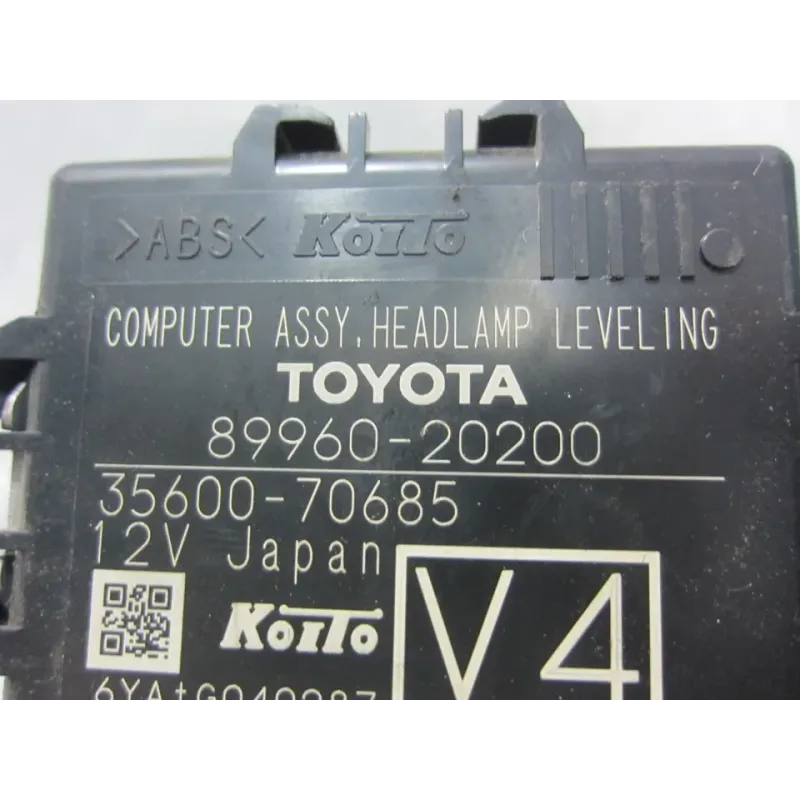 >ABS< KOITO
COMPUTER ASSY, HEADLAMP LEVELING
TOYOTA
89960-20200
35600-70685
12V Japan
KOITO
V4